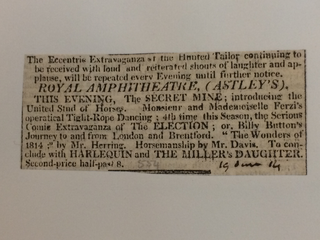 The Eccentric Extravaganza of the Hunted Tailor continuing to
be received with loud and reiterated shouts of laughter and ap-
plause, will be repeated every Evening until further notice.
ROYAL AMPHITHEATRE, (ASTLEY'S).
THIS EVENING, The SECRET MINE; introducing the
United Stud of Horses. Monsieur and Mademoiselle Ferzi's
operatical Tight-Rope Dancing; 4th time this Season, the Serious
Comic Extravaganza of The ELECTION; or, Billy Button's
Journey to and from London and Brentford. "The Wonders of
1814;" by Mr. Herring. Horsemanship by Mr. Davis. To con-
clude with HARLEQUIN and THE MILLER'S DAUGHTER.
Second-price half-past 8.